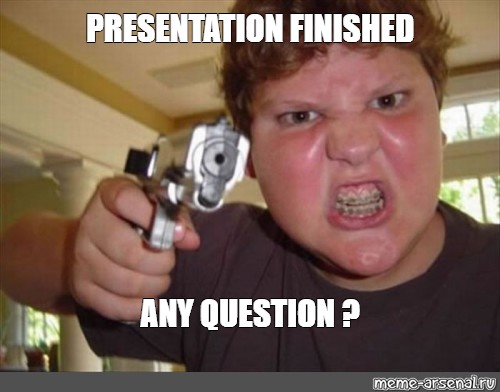 PRESENTATION FINISHED
ANY QUESTION ?
meme-arsenal.ru